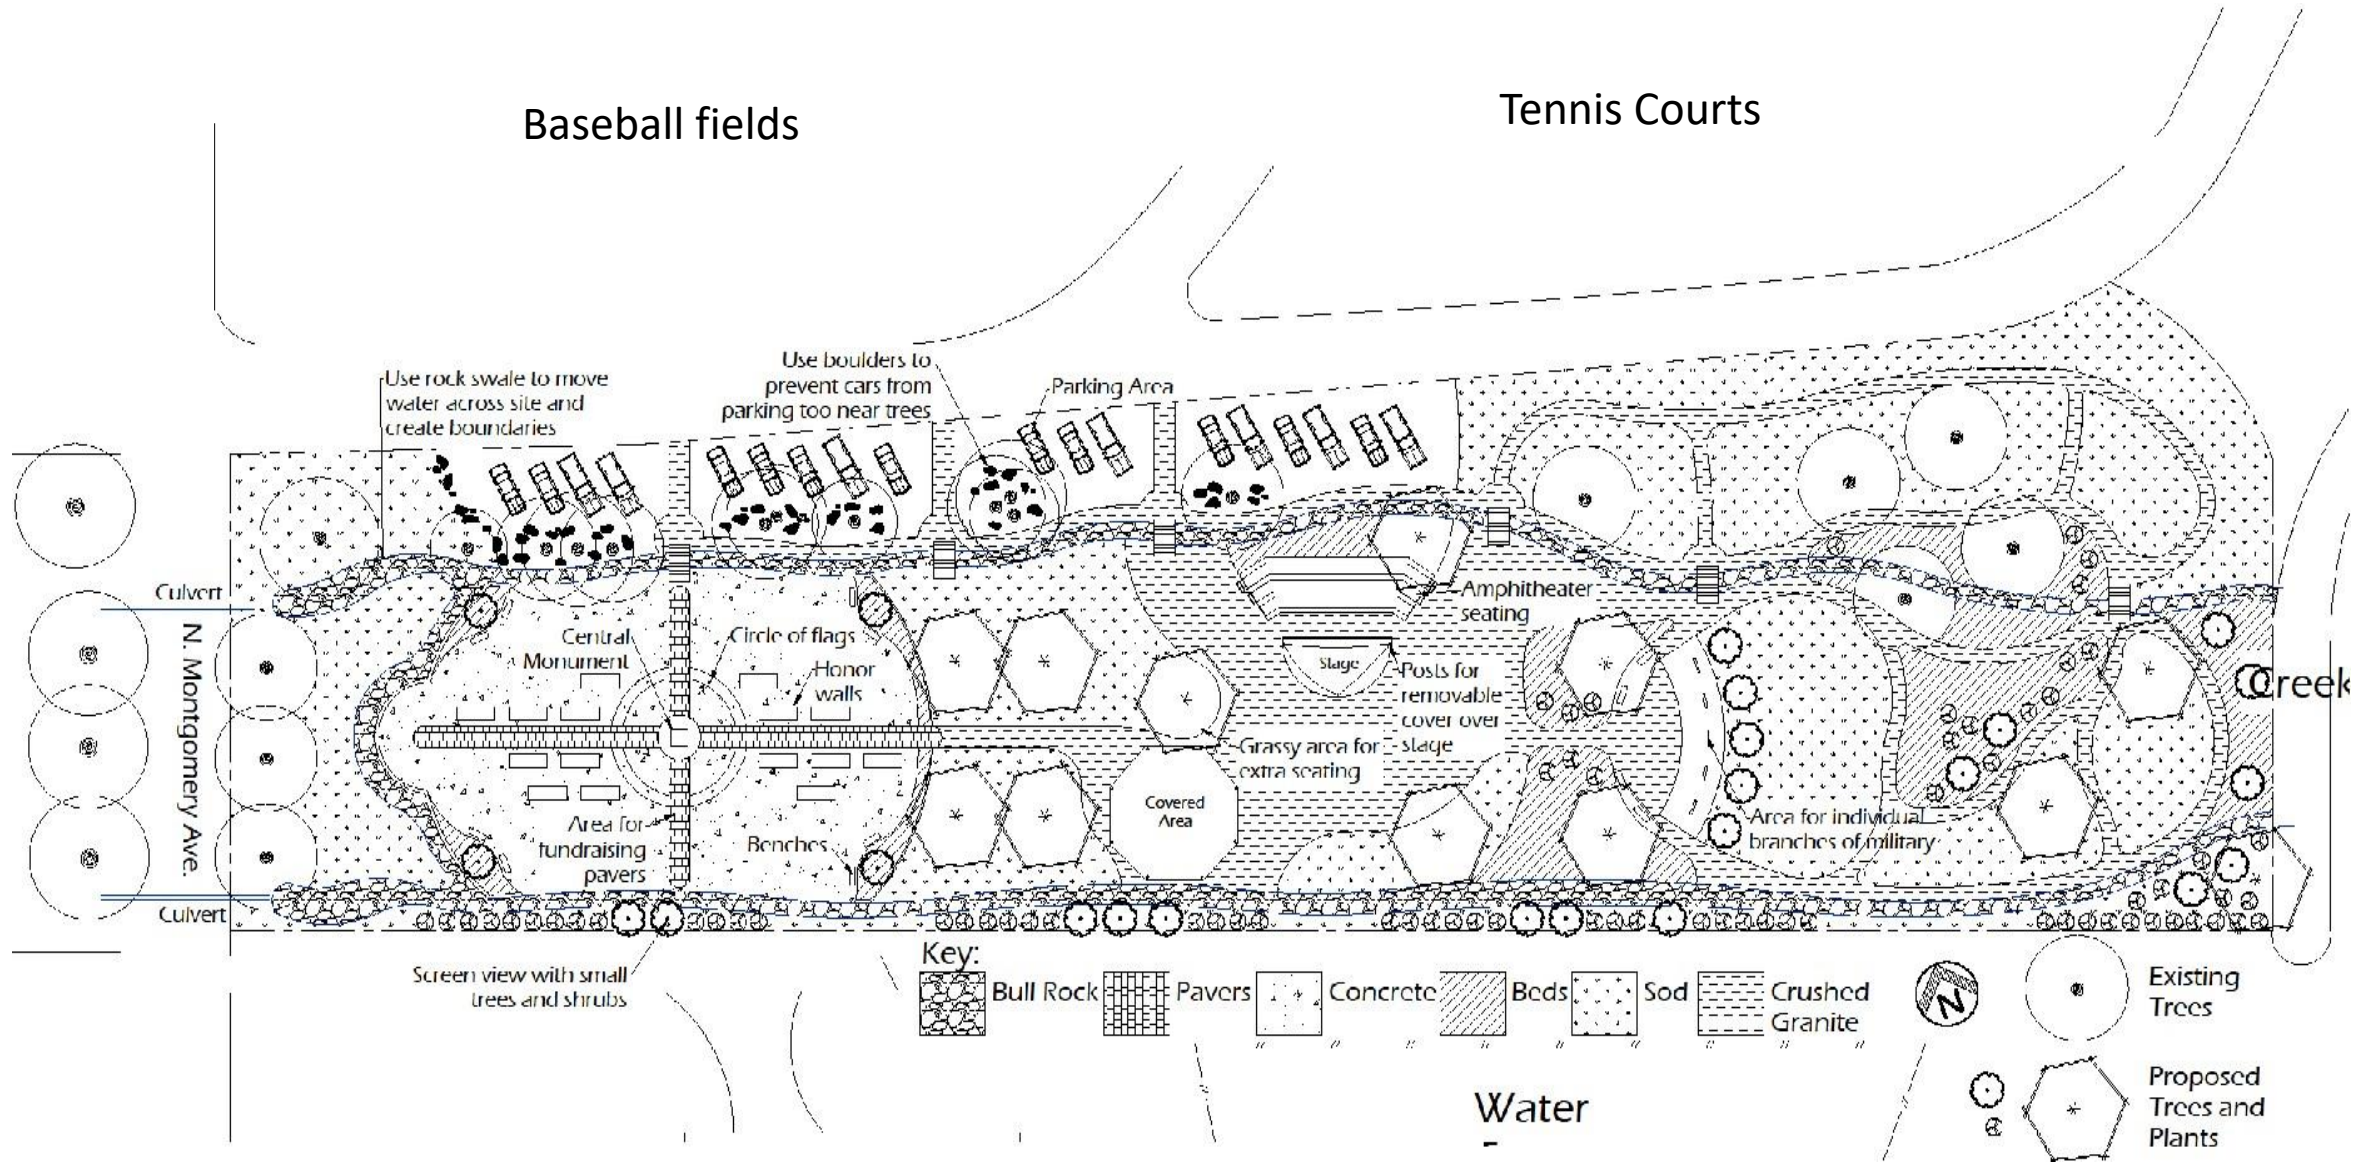 Baseball fields
Tennis Courts
Use rock swale to move
water across site and
create boundaries
Use boulders to
prevent cars from
parking too near trees
Parking Area
Culvert
N. Montgomery Ave.
Culvert
Central
Monument
Circle of flags
Honor
walls
Area for
fundraising
pavers
Benches
Amphitheater
seating
Stage
Posts for
removable
cover over
stage
Grassy area for
extra seating
Covered
Area
Area for individual
branches of military
Creek
Screen view with small
trees and shrubs
Key:
Bull Rock
Pavers
Concrete
Beds
Sod
Crushed
Granite
N
Existing
Trees
Proposed
Trees and
Plants
Water